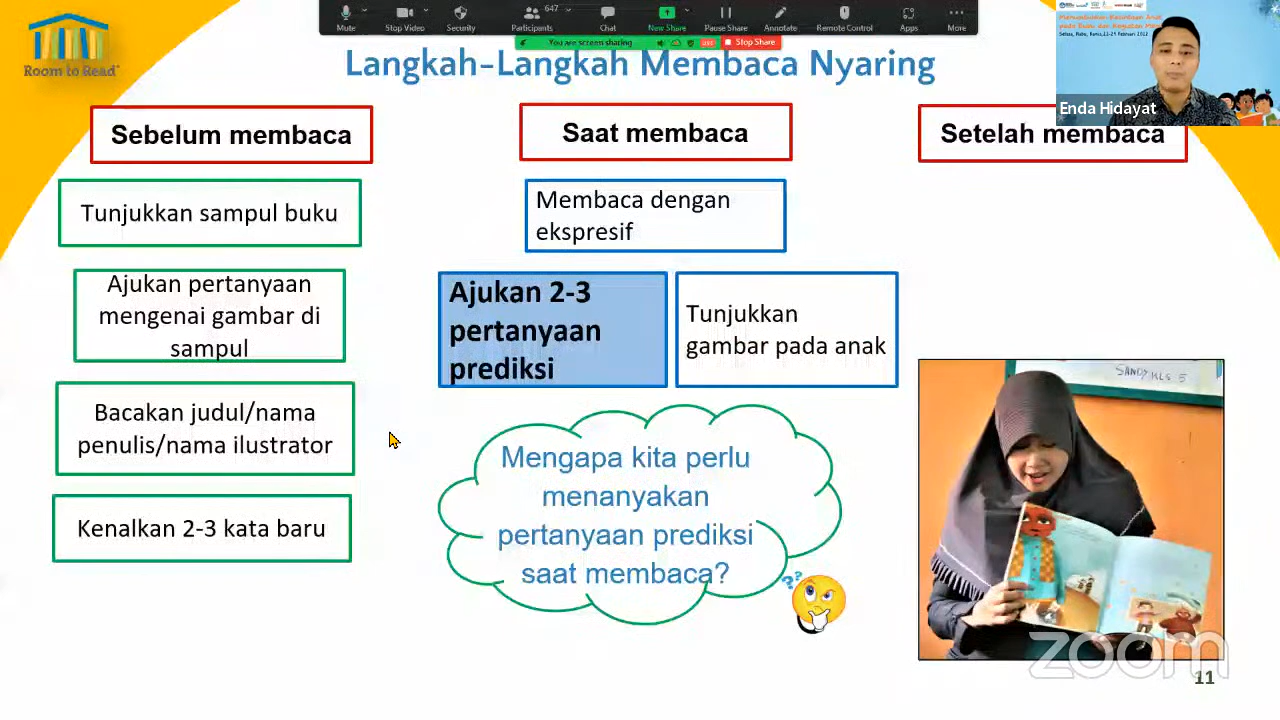 Mute
Stop Video
Security
647
Participants
Chat
New Share
Pause Share
Annotate
Remote Control
Apps
More
You are screen sharing
Stop Share
Room to Read
Langkah-Langkah Membaca Nyaring
Enda Hidayat
Sebelum membaca
Tunjukkan sampul buku
Ajukan pertanyaan
mengenai gambar di
sampul
Bacakan judul/nama
penulis/nama ilustrator
Kenalkan 2-3 kata baru
Saat membaca
Membaca dengan
ekspresif
Ajukan 2-3
pertanyaan
prediksi
Tunjukkan
gambar pada anak
Mengapa kita perlu
menanyakan
pertanyaan prediksi
saat membaca?
??
Setelah membaca
SANDY KLS 5
zoom
11